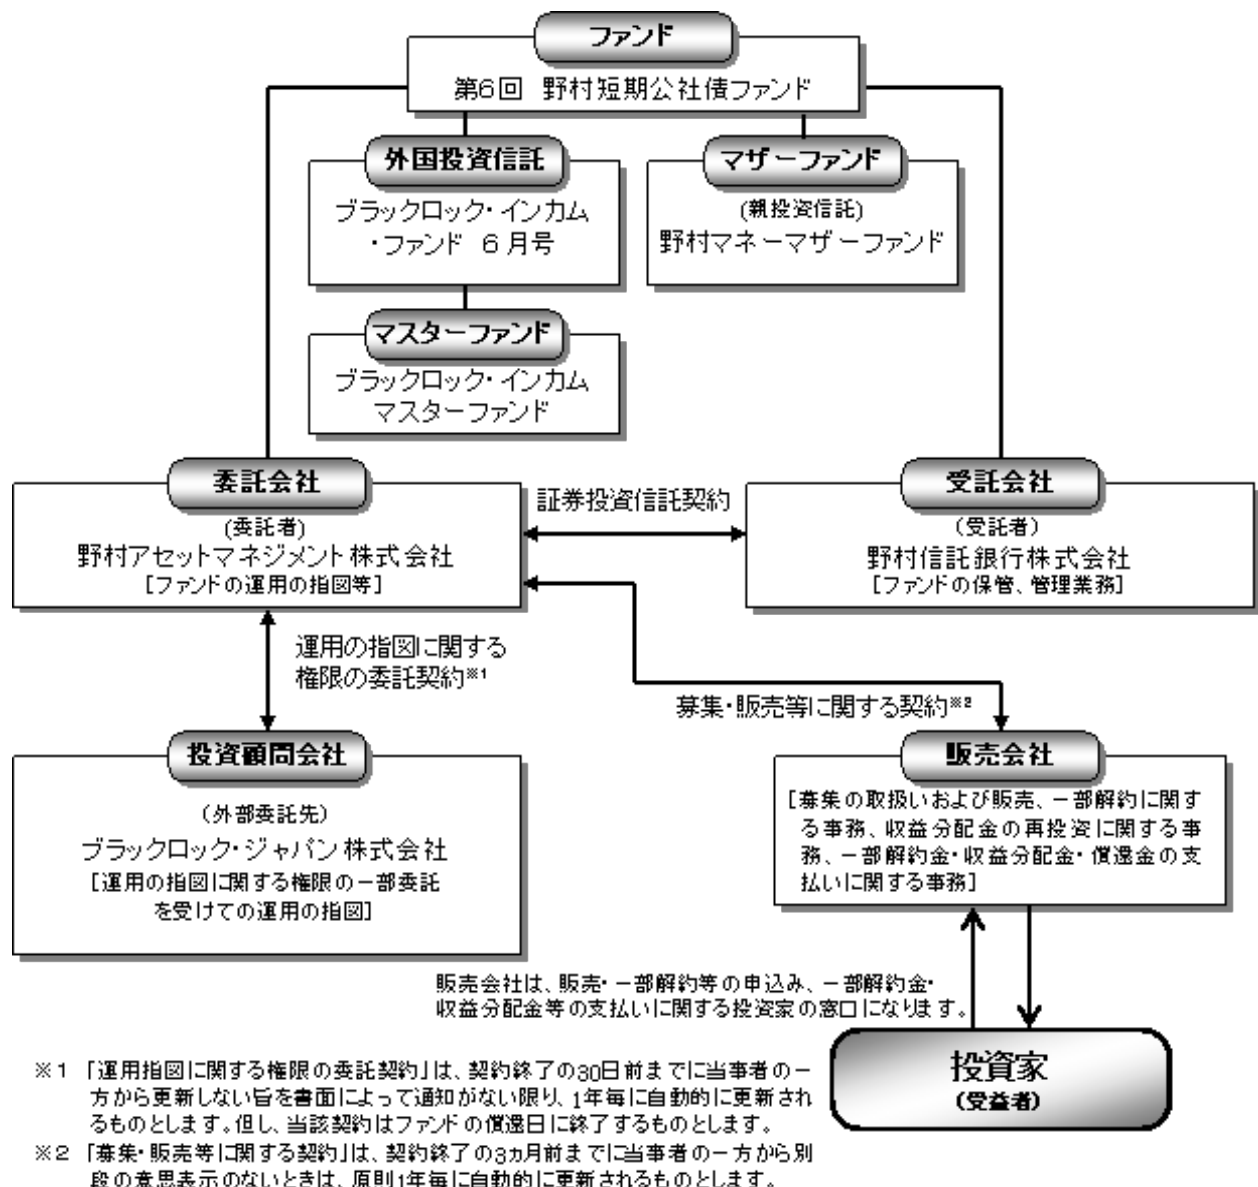 ファンド
第6回 野村短期公社債ファンド
外国投資信託
ブラックロック・インカム
・ファンド 6月号
マザーファンド
(親投資信託)
野村マネーマザーファンド
マスターファンド
ブラックロック・インカム
マスターファンド
委託会社
(委託者)
野村アセットマネジメント株式会社
[ファンドの運用の指図等]
証券投資信託契約
受託会社
(受託者)
野村信託銀行株式会社
[ファンドの保管、管理業務]
運用の指図に関する
権限の委託契約※1
募集・販売等に関する契約※2
投資顧問会社
(外部委託先)
ブラックロック・ジャパン株式会社
[運用の指図に関する権限の一部委託
を受けての運用の指図]
販売会社
[募集の取扱いおよび販売、一部解約に関す
る事務、収益分配金の再投資に関する事
務、一部解約金・収益分配金・償還金の支
払いに関する事務]
販売会社は、販売・一部解約等の申込み、一部解約金・
収益分配金等の支払いに関する投資家の窓口になります。
投資家
(受益者)
※1 「運用指図に関する権限の委託契約」は、契約終了の30日前までに当事者の一
方から更新しない旨を書面によって通知がない限り、1年毎に自動的に更新され
るものとします。但し、当該契約はファンドの償還日に終了するものとします。
※2 「募集・販売等に関する契約」は、契約終了の3ヵ月前までに当事者の一方から別
段の意思表示のないときは、原則1年毎に自動的に更新されるものとします。